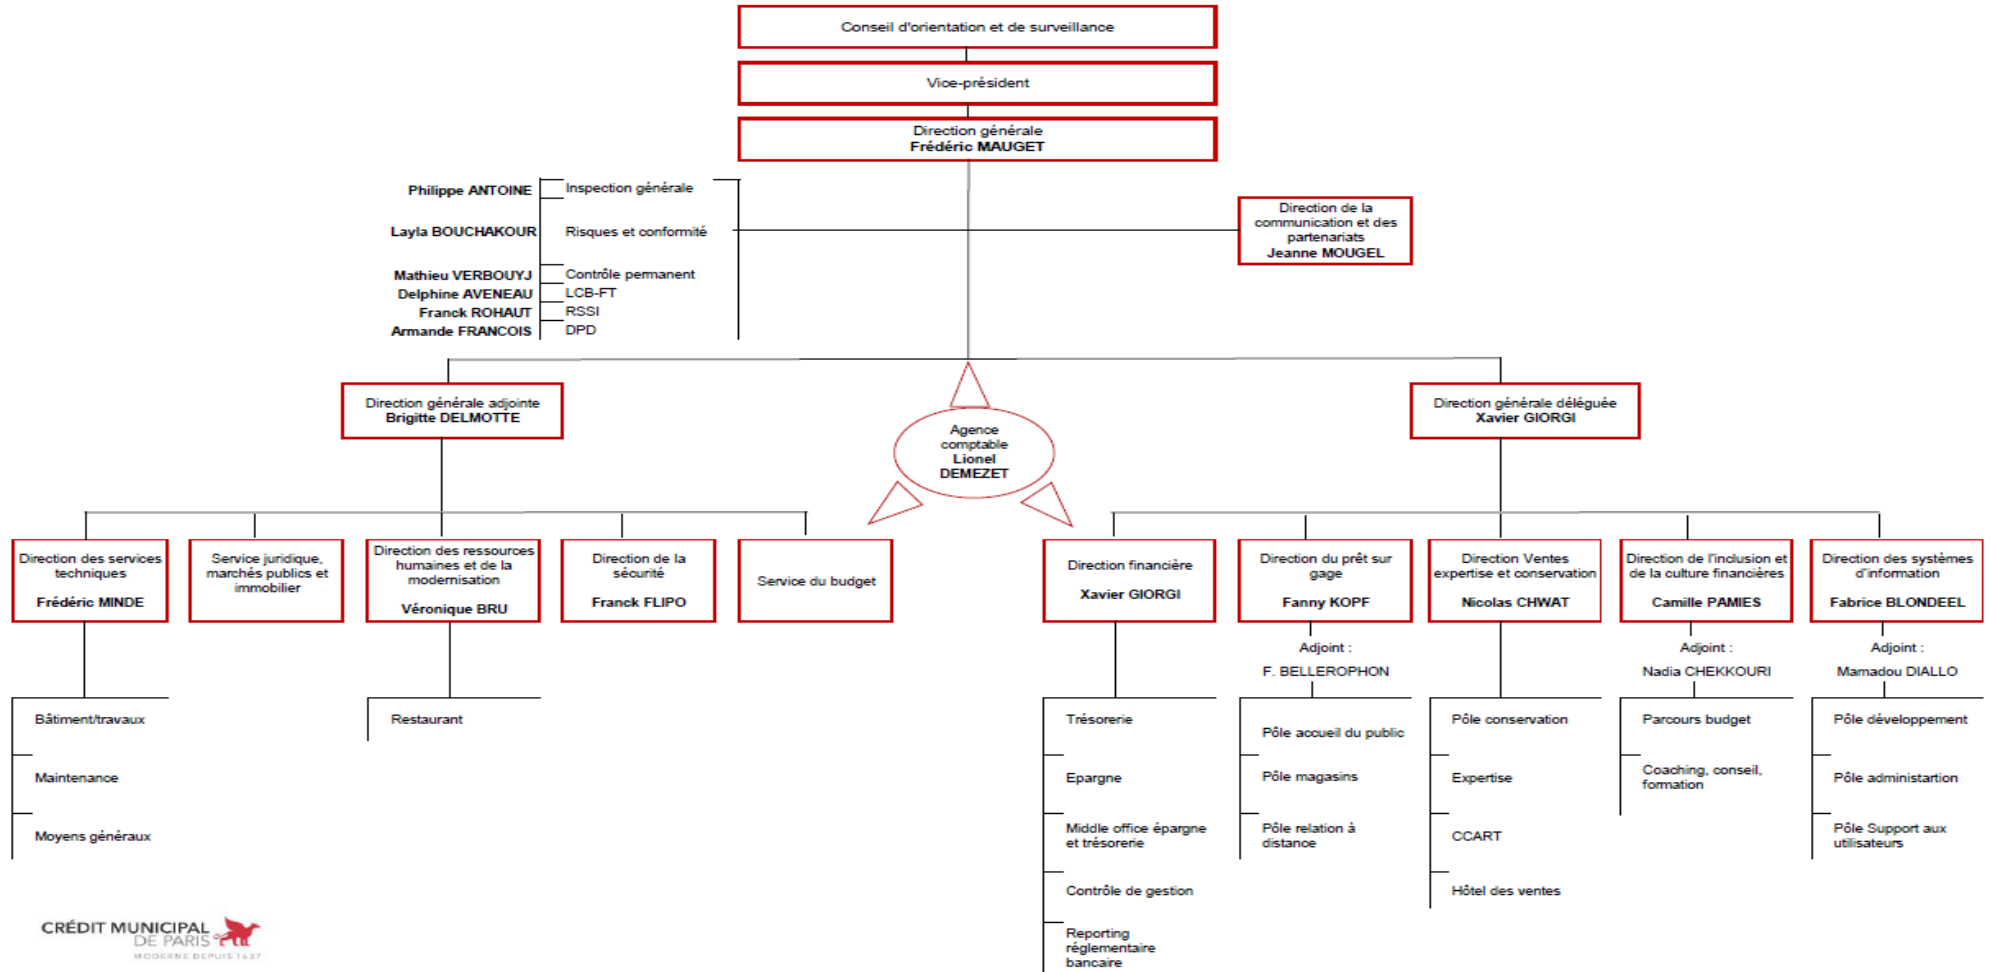 Conseil d'orientation et de surveillance
Vice-président
Direction générale
Frédéric MAUGET
Philippe ANTOINE
Inspection générale
Layla BOUCHAKOUR
Risques et conformité
Mathieu VERBOUYJ
Contrôle permanent
Delphine AVENEAU
LCB-FT
Franck ROHAUT
RSSI
Armande FRANCOIS
DPD
Direction de la
communication et des
partenariats
Jeanne MOUGEL
Direction générale adjointe
Brigitte DELMOTTE
Agence
comptable
Lionel
DEMEZET
Direction générale déléguée
Xavier GIORGI
Direction des services
techniques
Frédéric MINDE
Service juridique,
marchés publics et
immobilier
Direction des ressources
humaines et de la
modernisation
Véronique BRU
Direction de la
sécurité
Franck FLIPO
Service du budget
Direction financière
Xavier GIORGI
Direction du prêt sur
gage
Fanny KOPF
Direction Ventes
expertise et conservation
Nicolas CHWAT
Direction de l'inclusion et
de la culture financières
Camille PAMIES
Direction des systèmes
d'information
Fabrice BLONDEEL
Adjoint :
F. BELLEROPHON
Adjoint :
Nadia CHEKKOURI
Adjoint :
Mamadou DIALLO
Bâtiment/travaux
Maintenance
Moyens généraux
Restaurant
Trésorerie
Epargne
Middle office épargne
et trésorerie
Contrôle de gestion
Reporting
réglementaire
bancaire
Pôle accueil du public
Pôle magasins
Pôle relation à
distance
Pôle conservation
Expertise
CCART
Hôtel des ventes
Parcours budget
Coaching, conseil,
formation
Pôle développement
Pôle administartion
Pôle Support aux
utilisateurs
CRÉDIT MUNICIPAL
DE PARIS
MODERNE DEPUIS 1637